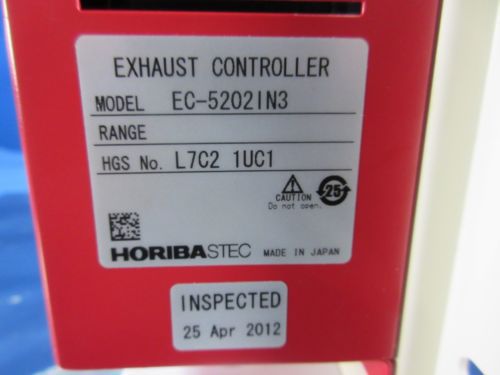 EXHAUST CONTROLLER
MODEL EC-5202IN3
RANGE
HGS No. L7C2 1UC1
25
CAUTION
Do not open.
HORIBASTEC MADE IN JAPAN
INSPECTED
25 Apr 2012